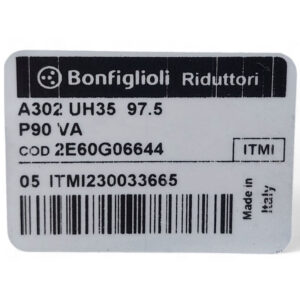 Bonfiglioli Riduttori
A302 UH35 97.5
P90 VA
COD 2E60G06644 ITMI
05 ITMI230033665
Made in
Italy